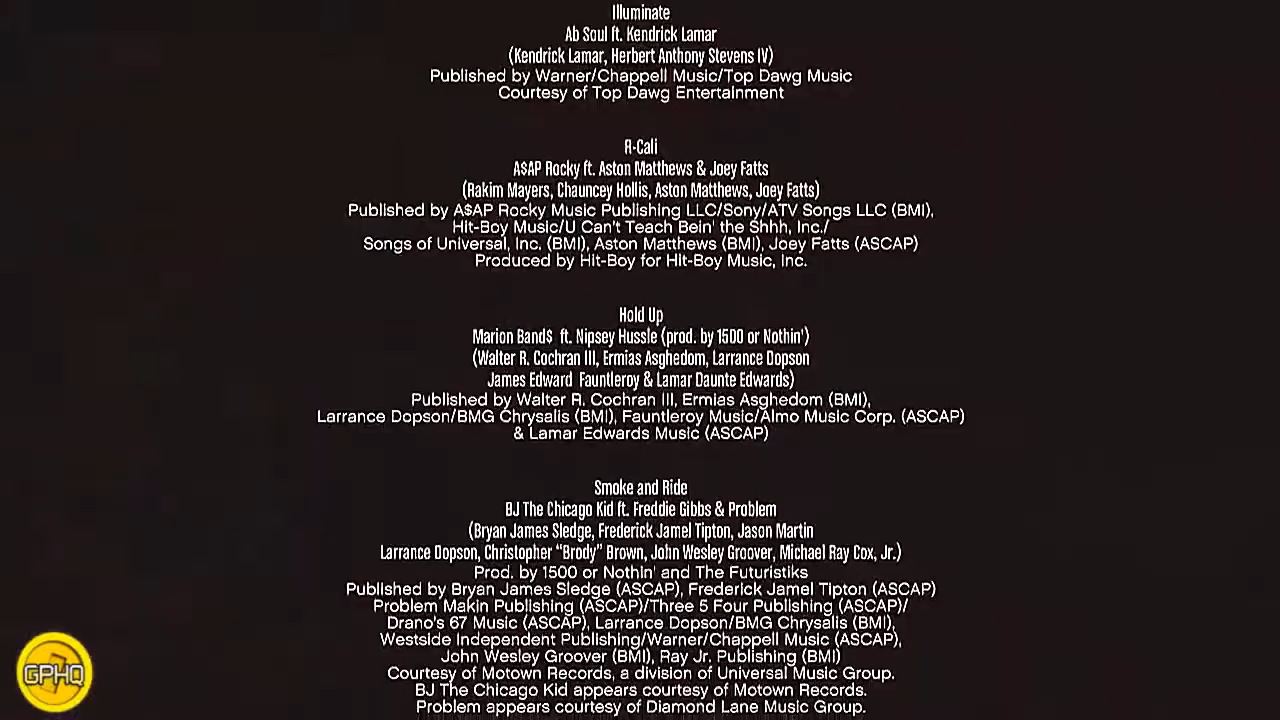 Illuminate
Ab Soul ft. Kendrick Lamar
(Kendrick Lamar, Herbert Anthony Stevens IV)
Published by Warner/Chappell Music/Top Dawg Music
Courtesy of Top Dawg Entertainment
R-Cali
A$AP Rocky ft. Aston Matthews & Joey Fatts
(Rakim Mayers, Chauncey Hollis, Aston Matthews, Joey Fatts)
Published by A$AP Rocky Music Publishing LLC/Sony/ATV Songs LLC (BMI),
Hit-Boy Music/U Can't Teach Bein' the Shhh, Inc./
Songs of Universal, Inc. (BMI), Aston Matthews (BMI), Joey Fatts (ASCAP)
Produced by Hit-Boy for Hit-Boy Music, Inc.
Hold Up
Marion Band$ ft. Nipsey Hussle (prod. by 1500 or Nothin')
(Walter R. Cochran III, Ermias Asghedom, Larrance Dopson
James Edward Fauntleroy & Lamar Daunte Edwards)
Published by Walter R. Cochran III, Ermias Asghedom (BMI),
Larrance Dopson/BMG Chrysalis (BMI), Fauntleroy Music/Almo Music Corp. (ASCAP)
& Lamar Edwards Music (ASCAP)
Smoke and Ride
BJ The Chicago Kid ft. Freddie Gibbs & Problem
(Bryan James Sledge, Frederick Jamel Tipton, Jason Martin
Larrance Dopson, Christopher “Brody” Brown, John Wesley Groover, Michael Ray Cox, Jr.)
Prod. by 1500 or Nothin' and The Futuristiks
Published by Bryan James Sledge (ASCAP), Frederick Jamel Tipton (ASCAP)
Problem Makin Publishing (ASCAP)/Three 5 Four Publishing (ASCAP)/
Drano's 67 Music (ASCAP), Larrance Dopson/BMG Chrysalis (BMI),
Westside Independent Publishing/Warner/Chappell Music (ASCAP),
John Wesley Groover (BMI), Ray Jr. Publishing (BMI)
Courtesy of Motown Records, a division of Universal Music Group.
BJ The Chicago Kid appears courtesy of Motown Records.
Problem appears courtesy of Diamond Lane Music Group.
GPHQ